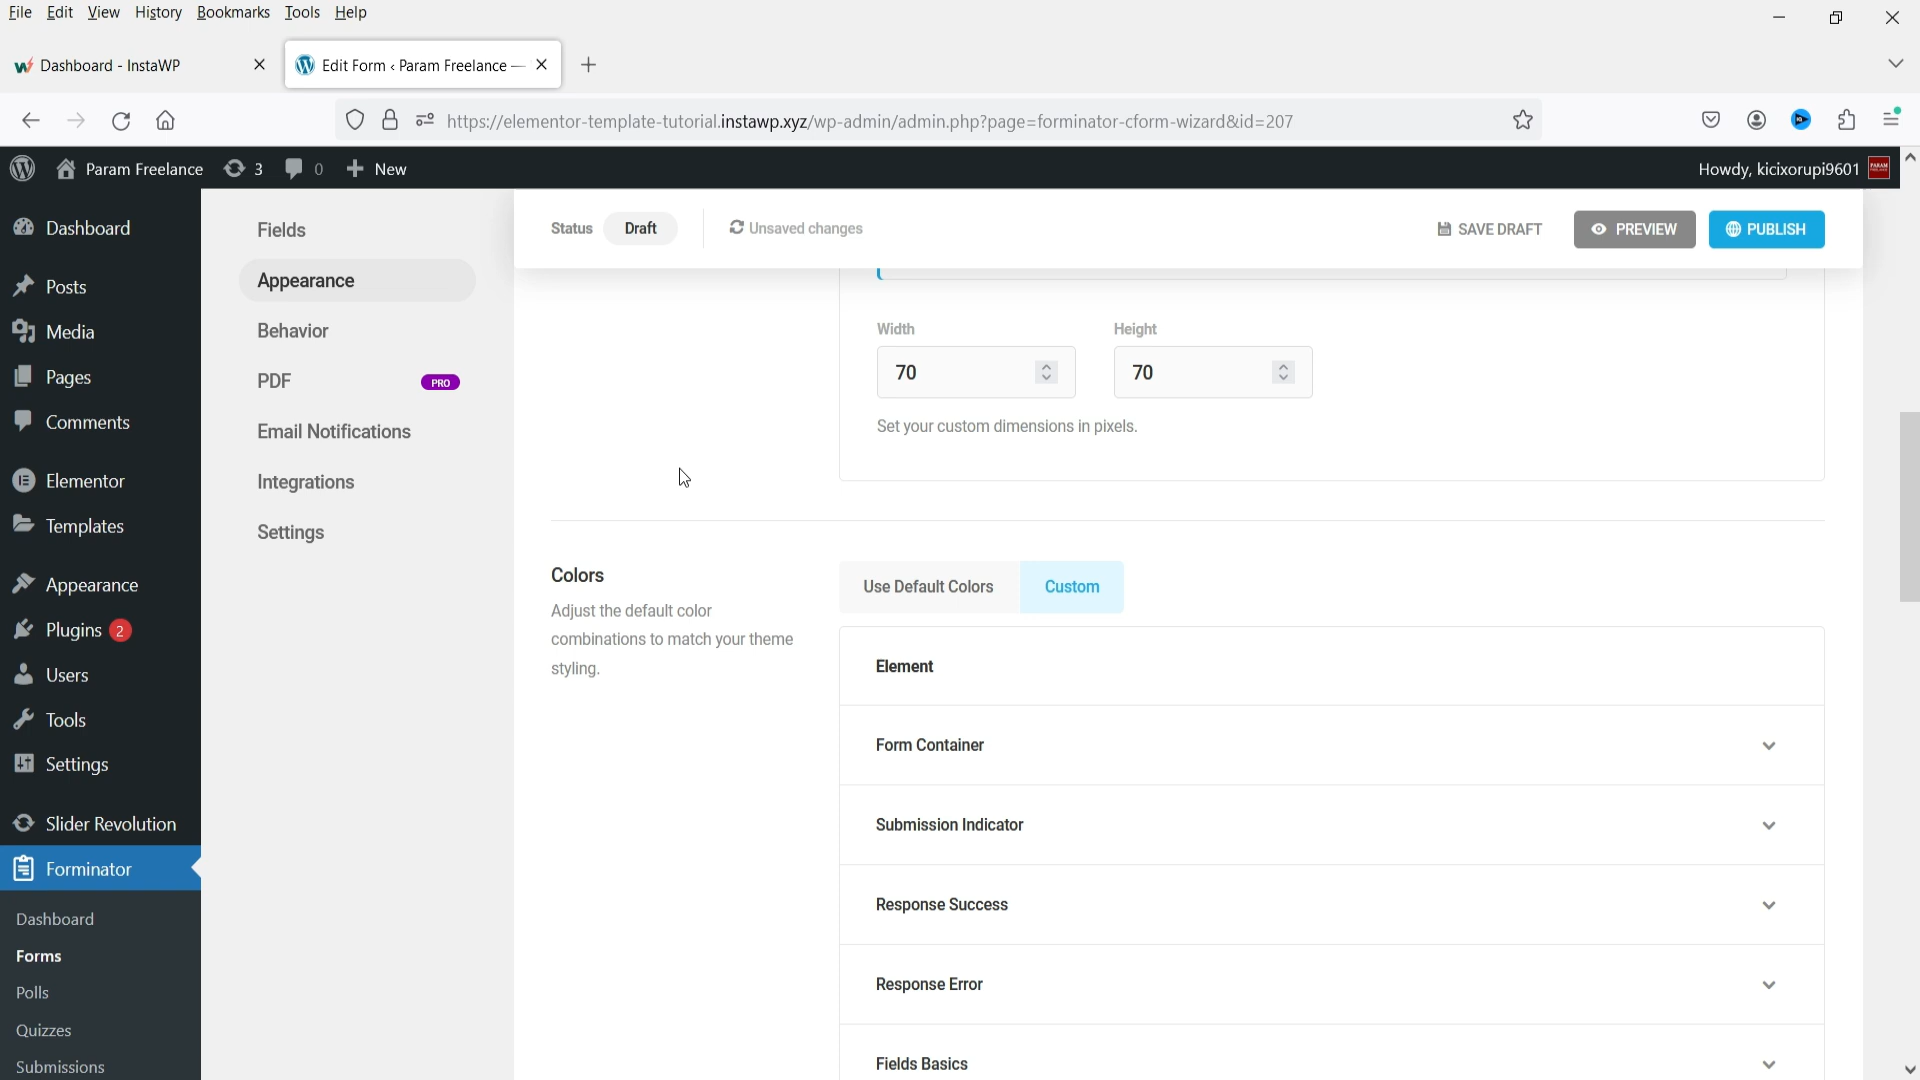 File Edit View History Bookmarks Tools Help
Dashboard - InstaWP
Edit Form ‹ Param Freelance —
https://elementor-template-tutorial.instawp.xyz/wp-admin/admin.php?page=forminator-cform-wizard&id=207
Param Freelance 3 0 New
Howdy, kicixorupi9601
Dashboard
Posts
Media
Pages
Comments
Elementor
Templates
Appearance
Plugins 2
Users
Tools
Settings
Slider Revolution
Forminator
Dashboard
Forms
Polls
Quizzes
Submissions
Fields
Appearance
Behavior
PDF PRO
Email Notifications
Integrations
Settings
Status Draft Unsaved changes
SAVE DRAFT PREVIEW PUBLISH
Width Height
70 70
Set your custom dimensions in pixels.
Colors
Adjust the default color
combinations to match your theme
styling.
Use Default Colors Custom
Element
Form Container
Submission Indicator
Response Success
Response Error
Fields Basics